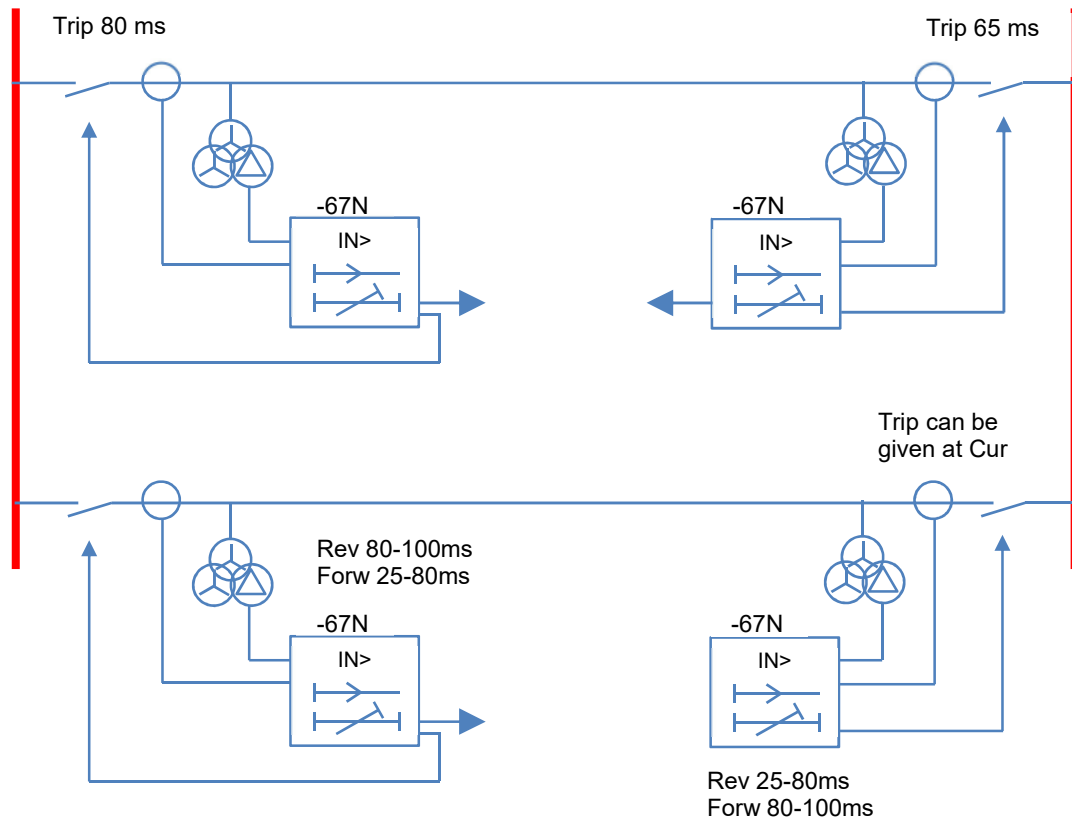 Trip 80 ms
Trip 65 ms
-67N
IN>
-67N
IN>
Trip can be
given at Cur
Rev 80-100ms
Forw 25-80ms
-67N
IN>
-67N
IN>
Rev 25-80ms
Forw 80-100ms